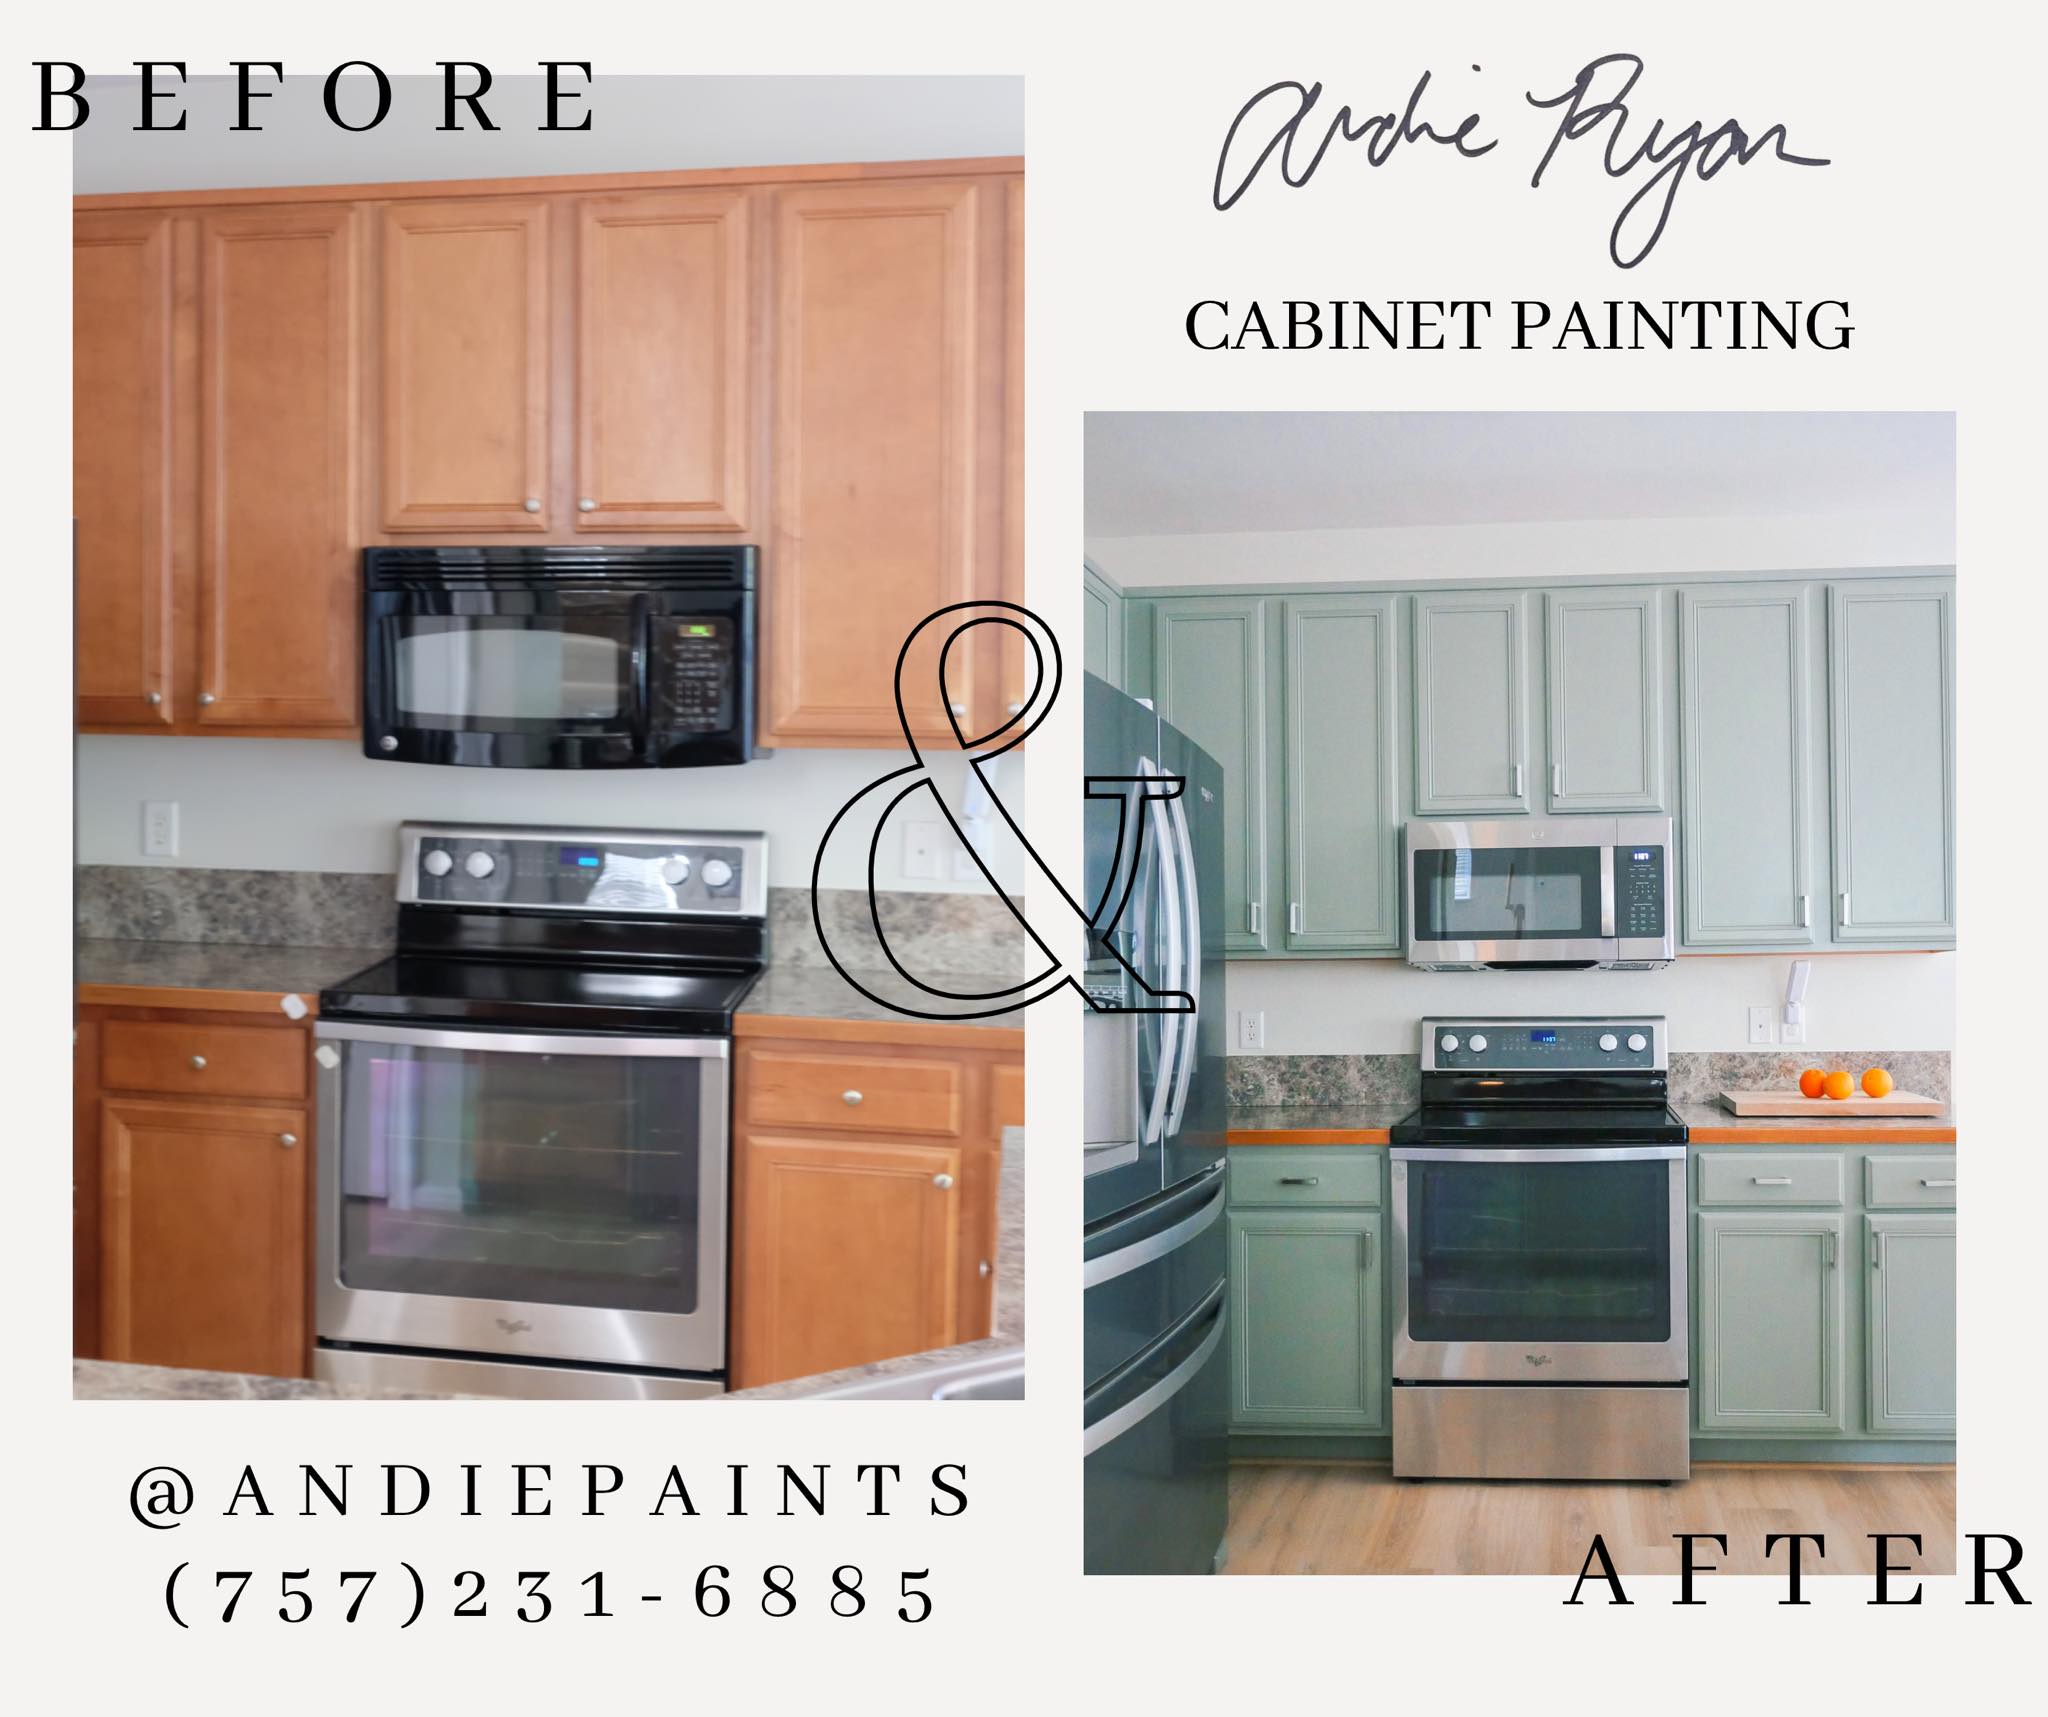 BEFORE
Andie Ryan
CABINET PAINTING
&
@ANDIEPAINTS
(757)231-6885
AFTER